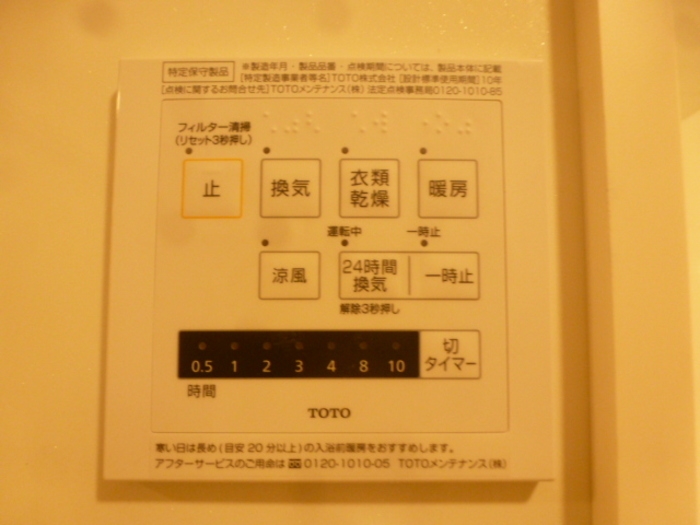 特定保守製品 ※製造年月・製品品番・点検期間については、製品本体に記載
[特定製造事業者等名]TOTO株式会社 [設計標準使用期間]10年
[点検に関するお問合せ先]TOTOメンテナンス(株) 法定点検事務局0120-1010-85
フィルター清掃
(リセット3秒押し)
止 換気 衣類乾燥 暖房
運転中 一時止
涼風 24時間換気 一時止
解除3秒押し
0.5 1 2 3 4 8 10 切タイマー
時間
TOTO
寒い日は長め(目安20分以上)の入浴前暖房をおすすめします。
アフターサービスのご用命は 0120-1010-05 TOTOメンテナンス(株)